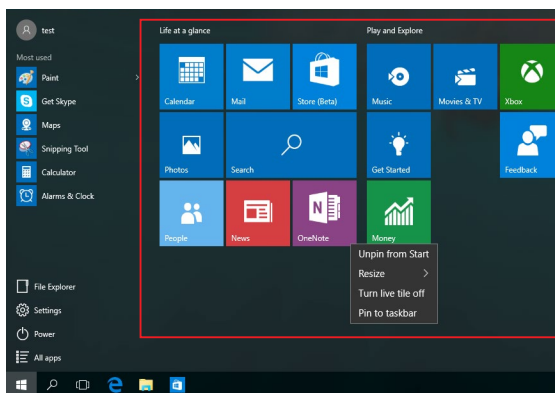 test
Most used
Paint
Get Skype
Maps
Snipping Tool
Calculator
Alarms & Clock
File Explorer
Settings
Power
All apps
Life at a glance
Calendar
Mail
Store (Beta)
Photos
Search
People
News
OneNote
Play and Explore
Music
Movies & TV
Xbox
Get Started
Feedback
Money
Unpin from Start
Resize
Turn live tile off
Pin to taskbar